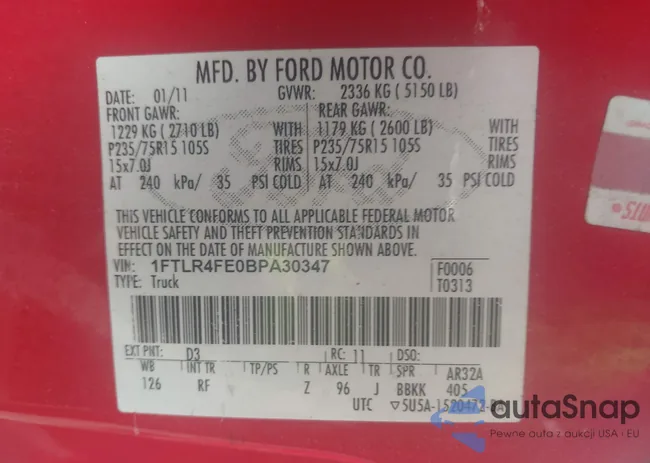 MFD. BY FORD MOTOR CO.
DATE: 01/11 GVWR: 2336 KG ( 5150 LB)
FRONT GAWR: REAR GAWR:
1229 KG ( 2710 LB) WITH 1179 KG ( 2600 LB) WITH
P235/75R15 105S TIRES P235/75R15 105S TIRES
15x7.0J RIMS 15x7.0J RIMS
AT 240 kPa/ 35 PSI COLD AT 240 kPa/ 35 PSI COLD
THIS VEHICLE CONFORMS TO ALL APPLICABLE FEDERAL MOTOR
VEHICLE SAFETY AND THEFT PREVENTION STANDARDS IN
EFFECT ON THE DATE OF MANUFACTURE SHOWN ABOVE.
VIN: 1FTLR4FE0BPA30347 F0006
TYPE: Truck T0313
EXT PNT: D3 RC: 11 DSO:
WB INT TR TP/PS R AXLE TR SPR AR32A
126 RF Z 96 J BBKK 405
UTC ▽5U5A-1520472-BA
autaSnap
Pewne auta z aukcji USA i EU